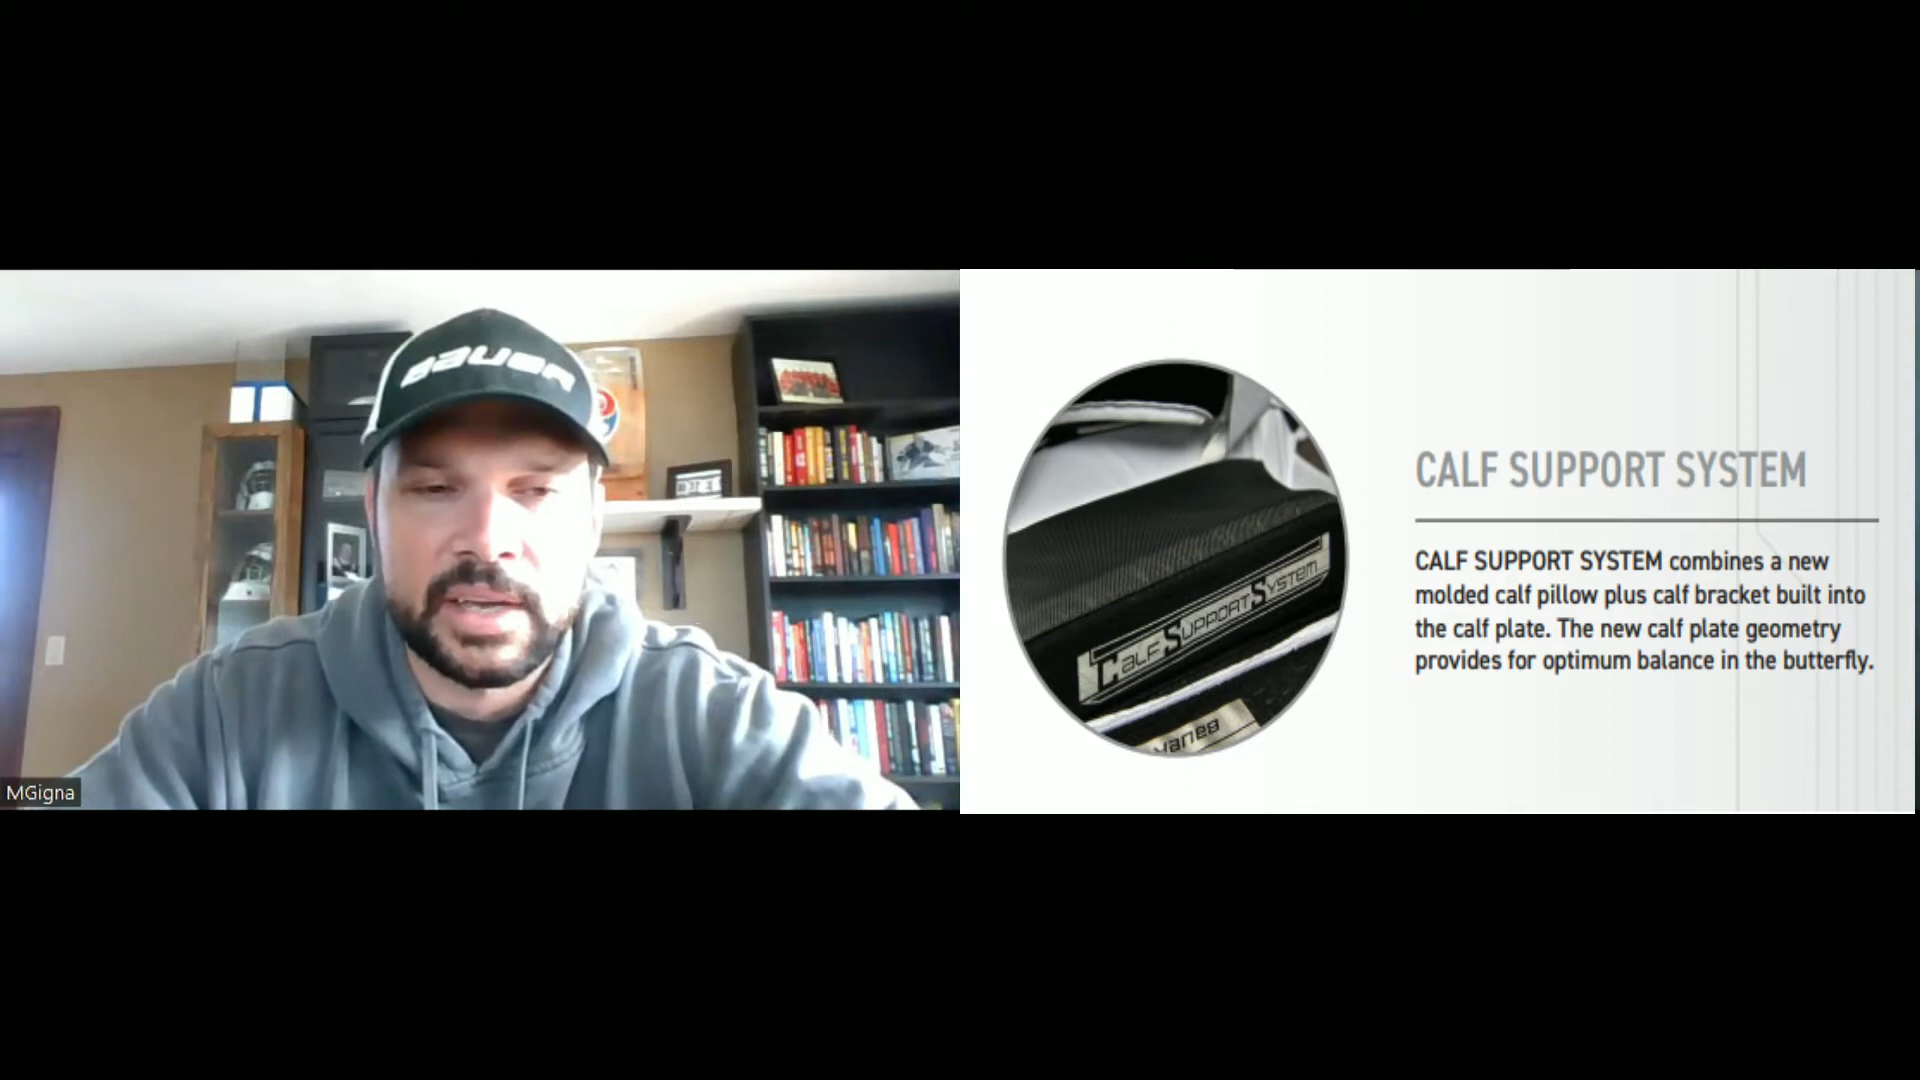 BAUER
MGigna
CALF SUPPORT SYSTEM
CALF SUPPORT SYSTEM
CALF SUPPORT SYSTEM combines a new
molded calf pillow plus calf bracket built into
the calf plate. The new calf plate geometry
provides for optimum balance in the butterfly.